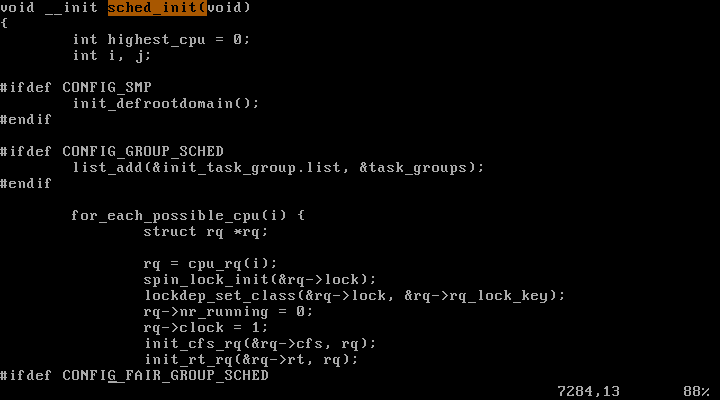 void __init sched_init(void)
{
        int highest_cpu = 0;
        int i, j;

#ifdef CONFIG_SMP
        init_defrootdomain();
#endif

#ifdef CONFIG_GROUP_SCHED
        list_add(&init_task_group.list, &task_groups);
#endif

        for_each_possible_cpu(i) {
                struct rq *rq;

                rq = cpu_rq(i);
                spin_lock_init(&rq->lock);
                lockdep_set_class(&rq->lock, &rq->rq_lock_key);
                rq->nr_running = 0;
                rq->clock = 1;
                init_cfs_rq(&rq->cfs, rq);
                init_rt_rq(&rq->rt, rq);
#ifdef CONFIG_FAIR_GROUP_SCHED
7284,13 88%